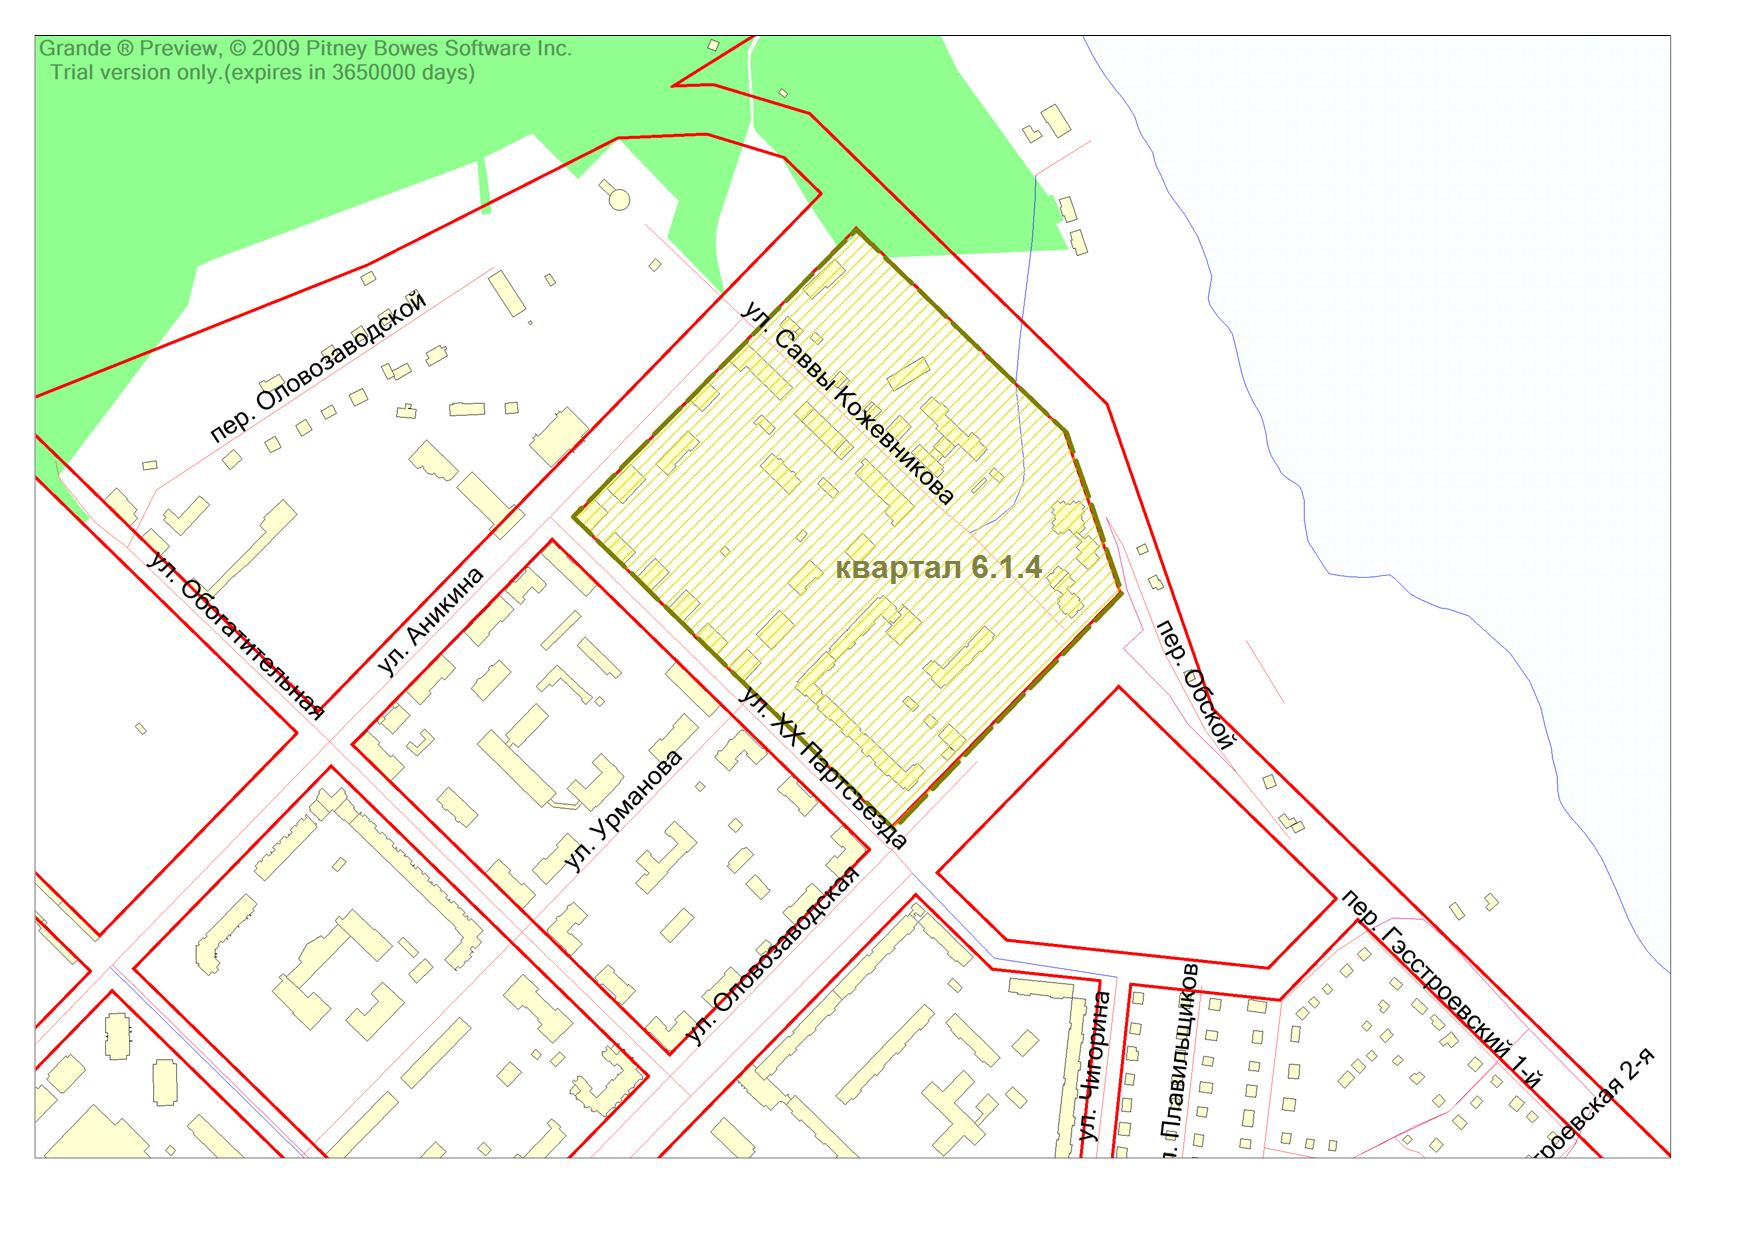 Grande ® Preview, © 2009 Pitney Bowes Software Inc.
Trial version only.(expires in 3650000 days)
пер. Оловозаводской
ул. Саввы Кожевникова
квартал 6.1.4
ул. Обогатительная
ул. Аникина
пер. Обской
ул. ХХ Партсъезда
ул. Урманова
ул. Оловозаводская
пер. Гэсстроевский 1-й
ул. Чигорина
л. Плавильщиков
троевская 2-я